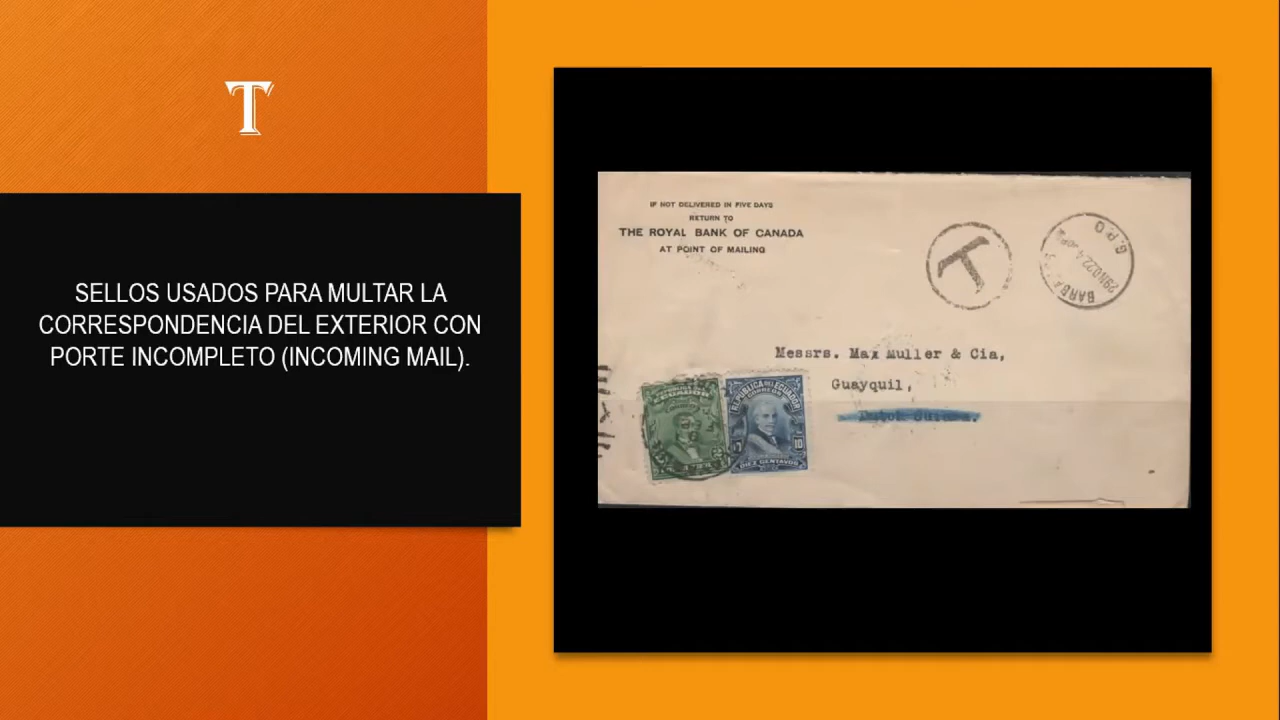 T
SELLOS USADOS PARA MULTAR LA
CORRESPONDENCIA DEL EXTERIOR CON
PORTE INCOMPLETO (INCOMING MAIL).
IF NOT DELIVERED IN FIVE DAYS
RETURN TO
THE ROYAL BANK OF CANADA
AT POINT OF MAILING
T
G.P.O
Messrs. Max Muller & Cia,
Guayquil,
ECUADOR
REPUBLICA DEL ECUADOR
CORREOS
10
DIEZ CENTAVOS